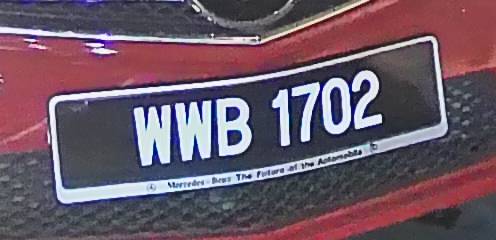 WWB 1702
Mercedes-Benz The Future of the Automobile